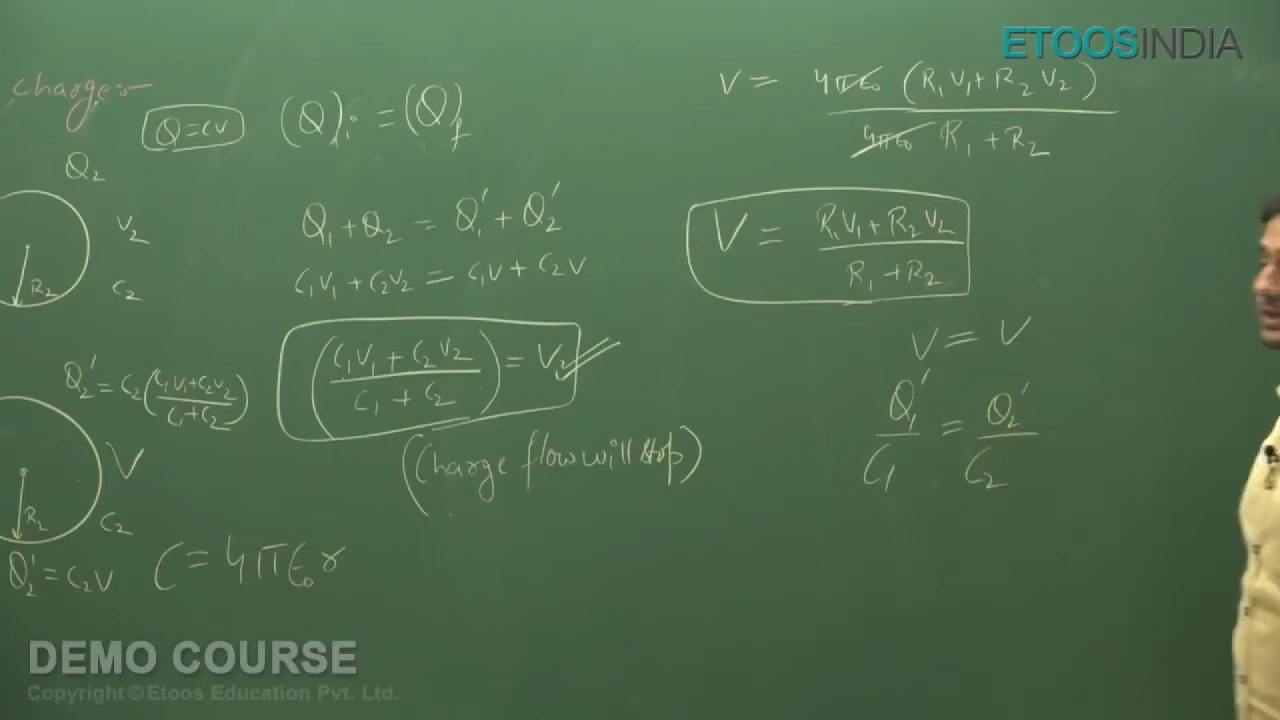 ETOOSINDIA
Charges
Q = CV
(Q)i = (Q)f
Q2
V2
R2
C2
Q1 + Q2 = Q1' + Q2'
C1V1 + C2V2 = C1V + C2V
(C1V1 + C2V2 / C1 + C2) = V
(Charge flow will stop)
Q2' = C2 (C1V1+C2V2 / C1+C2)
V
R2
C2
Q2' = C2V
C = 4πε0 r
V = 4πε0 (R1V1 + R2V2) / 4πε0 R1 + R2
V = R1V1 + R2V2 / R1 + R2
V = V
Q1' / C1 = Q2' / C2
DEMO COURSE
Copyright © Etoos Education Pvt. Ltd.